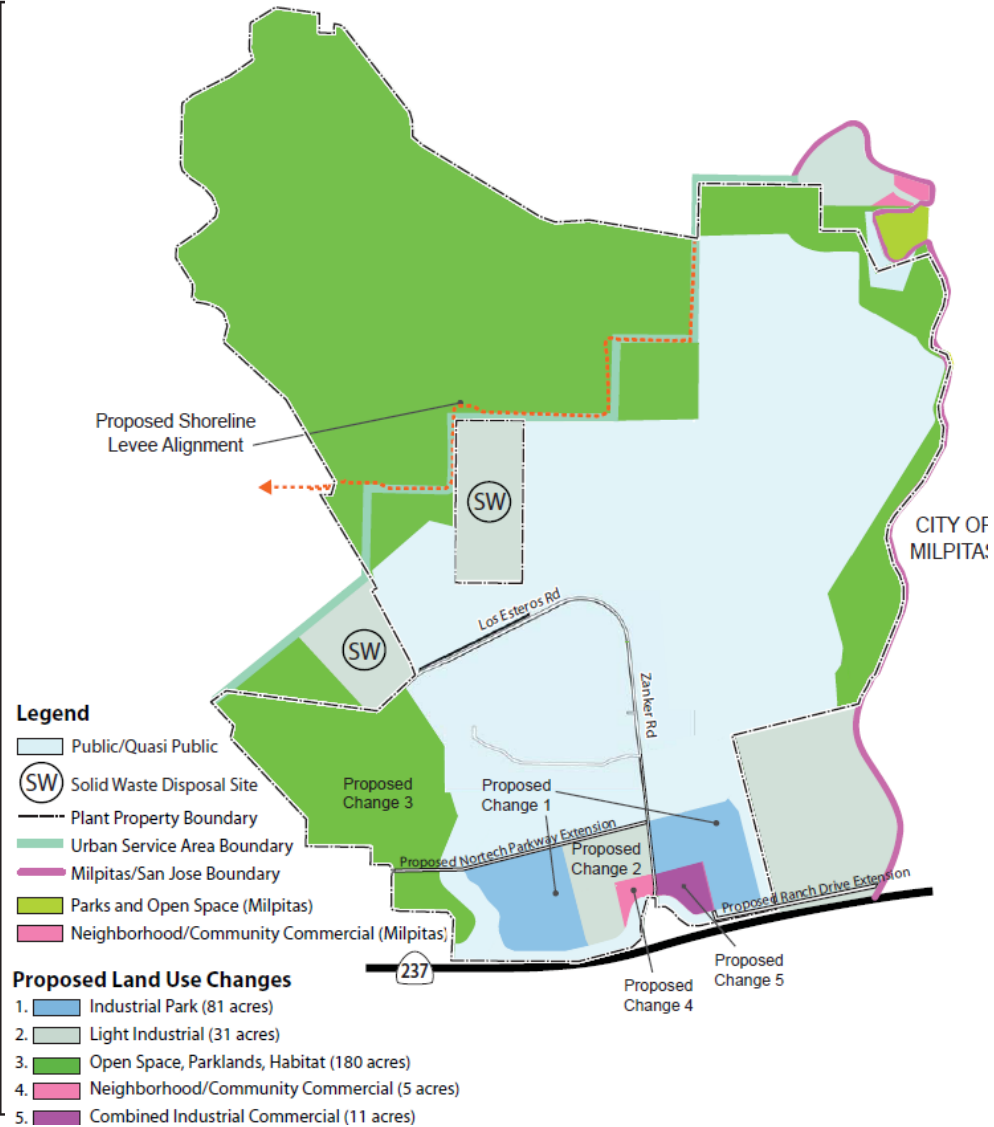 Proposed Shoreline
Levee Alignment
SW
CITY OF
MILPITAS
Los Esteros Rd
SW
Zanker Rd
Legend
Public/Quasi Public
SW Solid Waste Disposal Site
Plant Property Boundary
Urban Service Area Boundary
Milpitas/San Jose Boundary
Parks and Open Space (Milpitas)
Neighborhood/Community Commercial (Milpitas)
Proposed
Change 3
Proposed
Change 1
Proposed Nortech Parkway Extension
Proposed
Change 2
Proposed Ranch Drive Extension
237
Proposed
Change 4
Proposed
Change 5
Proposed Land Use Changes
1. Industrial Park (81 acres)
2. Light Industrial (31 acres)
3. Open Space, Parklands, Habitat (180 acres)
4. Neighborhood/Community Commercial (5 acres)
5. Combined Industrial Commercial (11 acres)